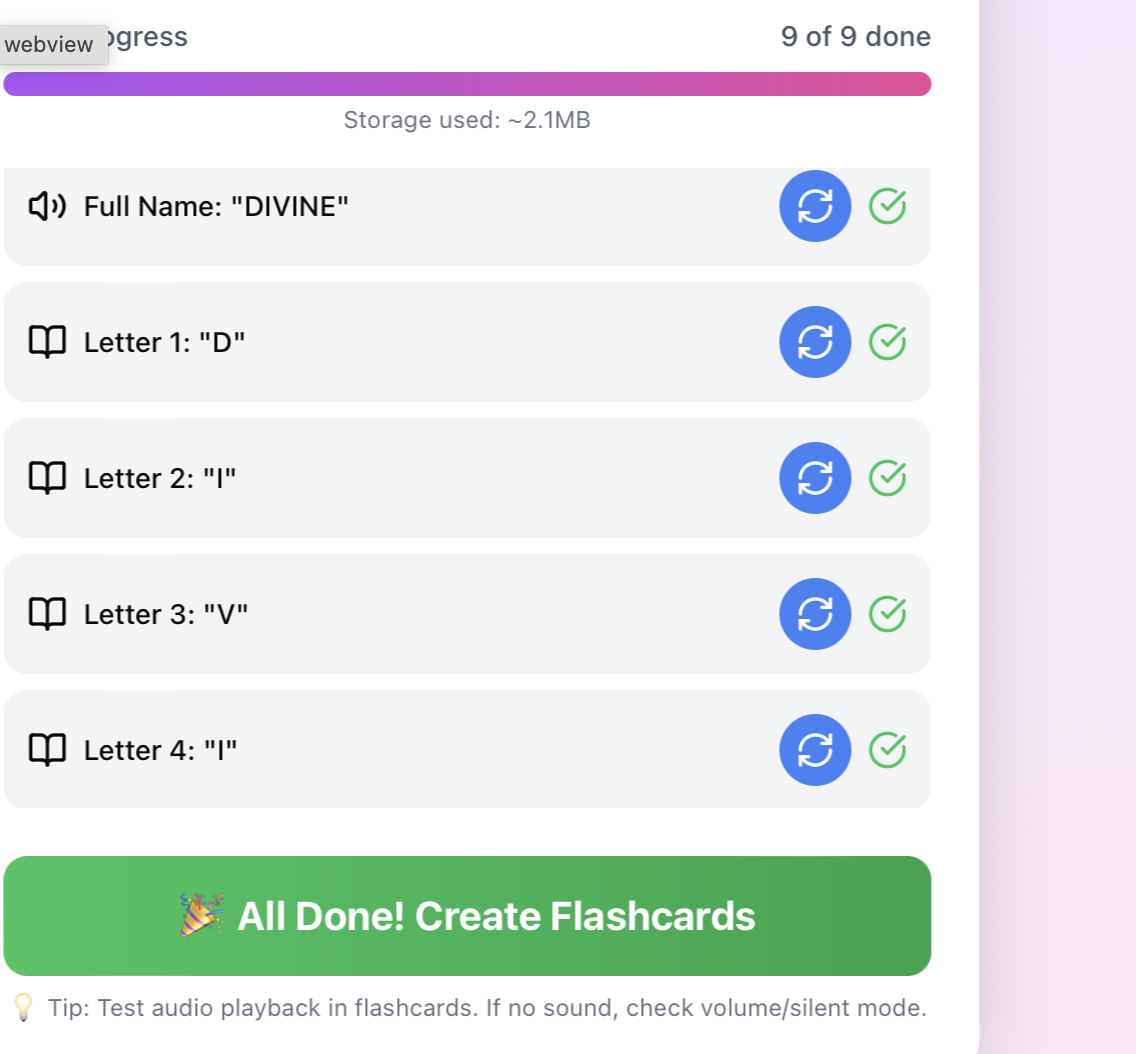 webview
ogress
9 of 9 done
Storage used: ~2.1MB
Full Name: "DIVINE"
Letter 1: "D"
Letter 2: "I"
Letter 3: "V"
Letter 4: "I"
🎉 All Done! Create Flashcards
💡 Tip: Test audio playback in flashcards. If no sound, check volume/silent mode.